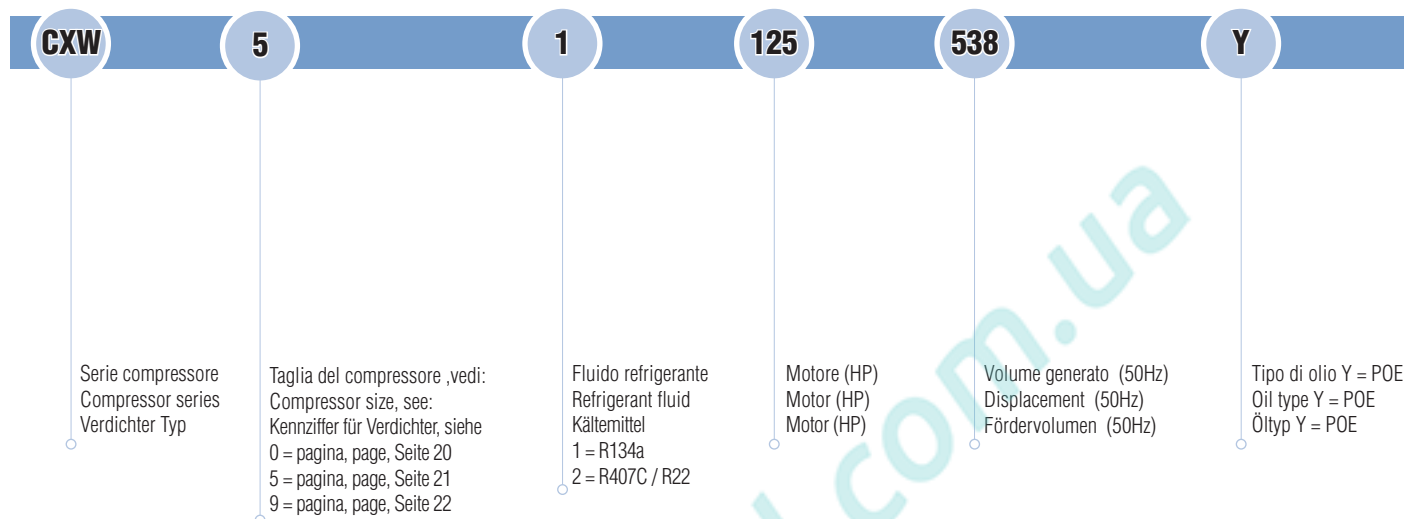 CXW
5
1
125
538
Y
Serie compressore
Compressor series
Verdichter Typ
Taglia del compressore ,vedi:
Compressor size, see:
Kennziffer für Verdichter, siehe
0 = pagina, page, Seite 20
5 = pagina, page, Seite 21
9 = pagina, page, Seite 22
Fluido refrigerante
Refrigerant fluid
Kältemittel
1 = R134a
2 = R407C / R22
Motore (HP)
Motor (HP)
Motor (HP)
Volume generato (50Hz)
Displacement (50Hz)
Fördervolumen (50Hz)
Tipo di olio Y = POE
Oil type Y = POE
Öltyp Y = POE
.com.ua